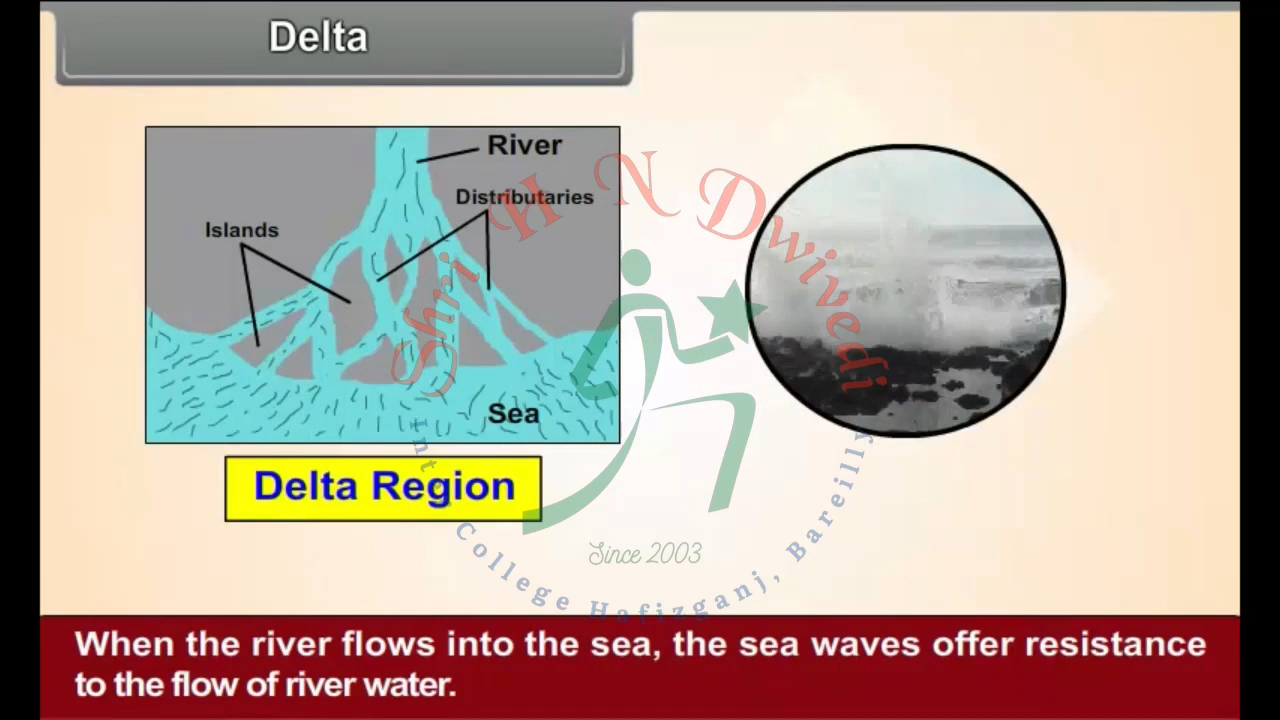 Delta
River
Distributaries
Islands
Sea
Delta Region
Shri H N Dwivedi
Since 2003
College Hafizganj, Bareilly
When the river flows into the sea, the sea waves offer resistance
to the flow of river water.